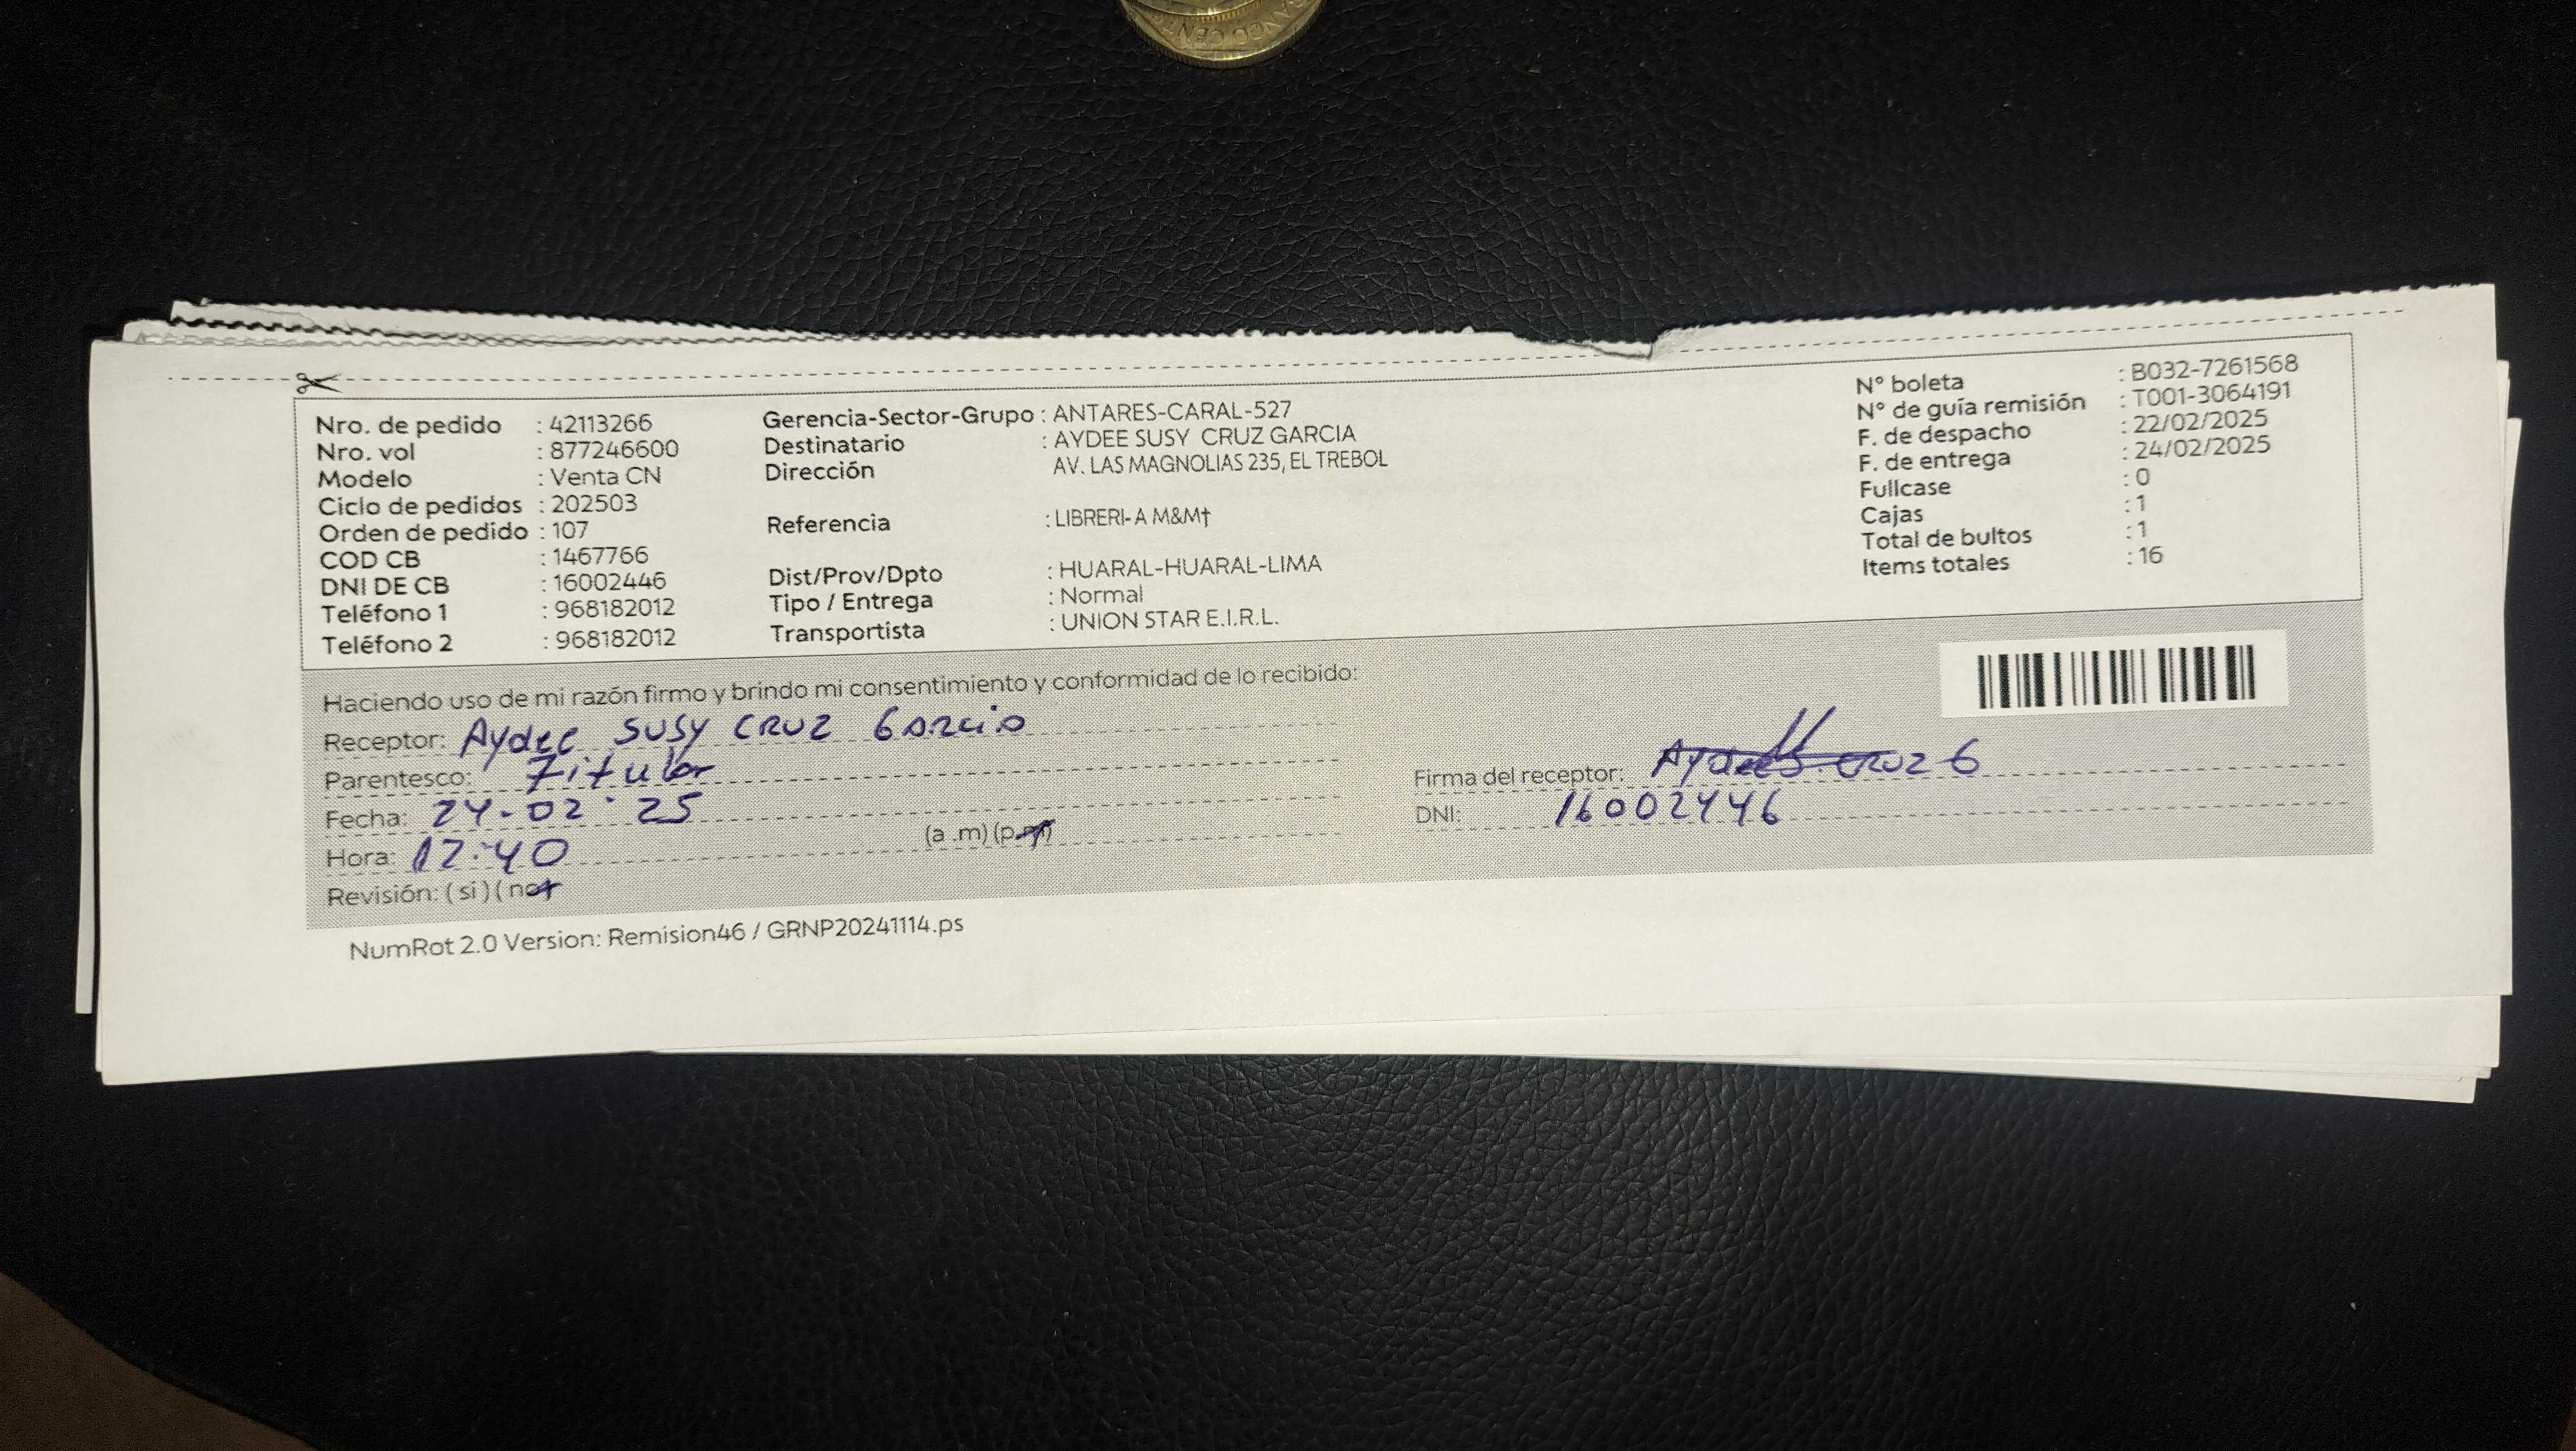 Nro. de pedido : 42113266
Nro. vol : 877246600
Modelo : Venta CN
Ciclo de pedidos : 202503
Orden de pedido : 107
COD CB : 1467766
DNI DE CB : 16002446
Teléfono 1 : 968182012
Teléfono 2 : 968182012
Gerencia-Sector-Grupo : ANTARES-CARAL-527
Destinatario : AYDEE SUSY CRUZ GARCIA
Dirección AV. LAS MAGNOLIAS 235, EL TREBOL
Referencia : LIBRERI-A M&M†
Dist/Prov/Dpto : HUARAL-HUARAL-LIMA
Tipo / Entrega : Normal
Transportista : UNION STAR E.I.R.L.
N° boleta : B032-7261568
N° de guía remisión : T001-3064191
F. de despacho : 22/02/2025
F. de entrega : 24/02/2025
Fullcase : 0
Cajas : 1
Total de bultos : 1
Items totales : 16
Haciendo uso de mi razón firmo y brindo mi consentimiento y conformidad de lo recibido:
Receptor: Aydee SUSY CRUZ Garcia
Parentesco: Titular
Fecha: 24-02-25
Hora: 12:40 (a .m) (p.m)
Revisión: ( si ) ( no )
Firma del receptor: Aydee S. CRUZ G
DNI: 16002446
NumRot 2.0 Version: Remision46 / GRNP20241114.ps